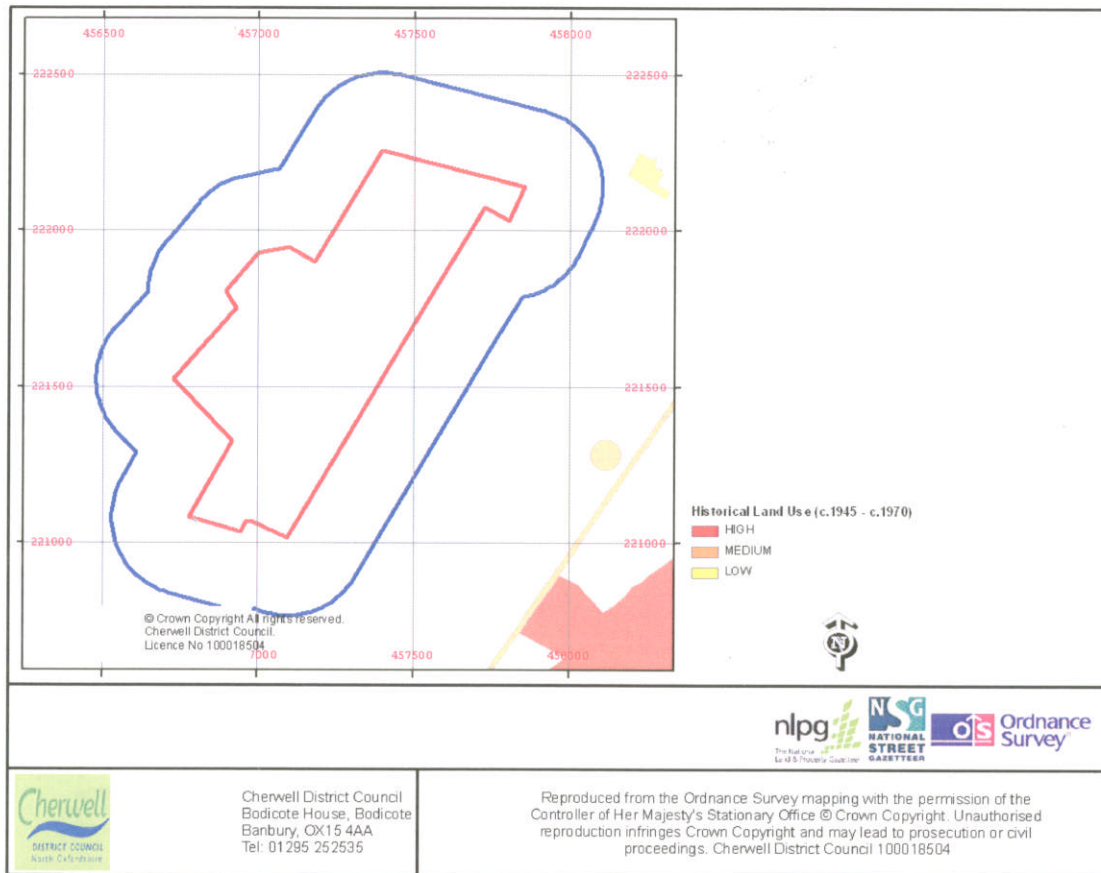 456500 457000 457500 458000
222500 222500
222000 222000
221500 221500
221000 221000
© Crown Copyright All rights reserved.
Cherwell District Council.
Licence No 100018504
7000 457500 458000
Historical Land Use (c.1945 - c.1970)
HIGH
MEDIUM
LOW
N
nlpg
The National
Land & Property Gazetteer
NSG
NATIONAL
STREET
GAZETTEER
OS
Ordnance
Survey
Cherwell
DISTRICT COUNCIL
North Oxfordshire
Cherwell District Council
Bodicote House, Bodicote
Banbury, OX15 4AA
Tel: 01295 252535
Reproduced from the Ordnance Survey mapping with the permission of the
Controller of Her Majesty's Stationary Office © Crown Copyright. Unauthorised
reproduction infringes Crown Copyright and may lead to prosecution or civil
proceedings. Cherwell District Council 100018504